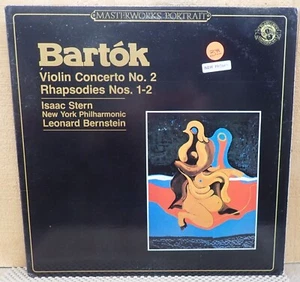 MASTERWORKS PORTRAIT
Bartók
Violin Concerto No. 2
Rhapsodies Nos. 1-2
Isaac Stern
New York Philharmonic
Leonard Bernstein